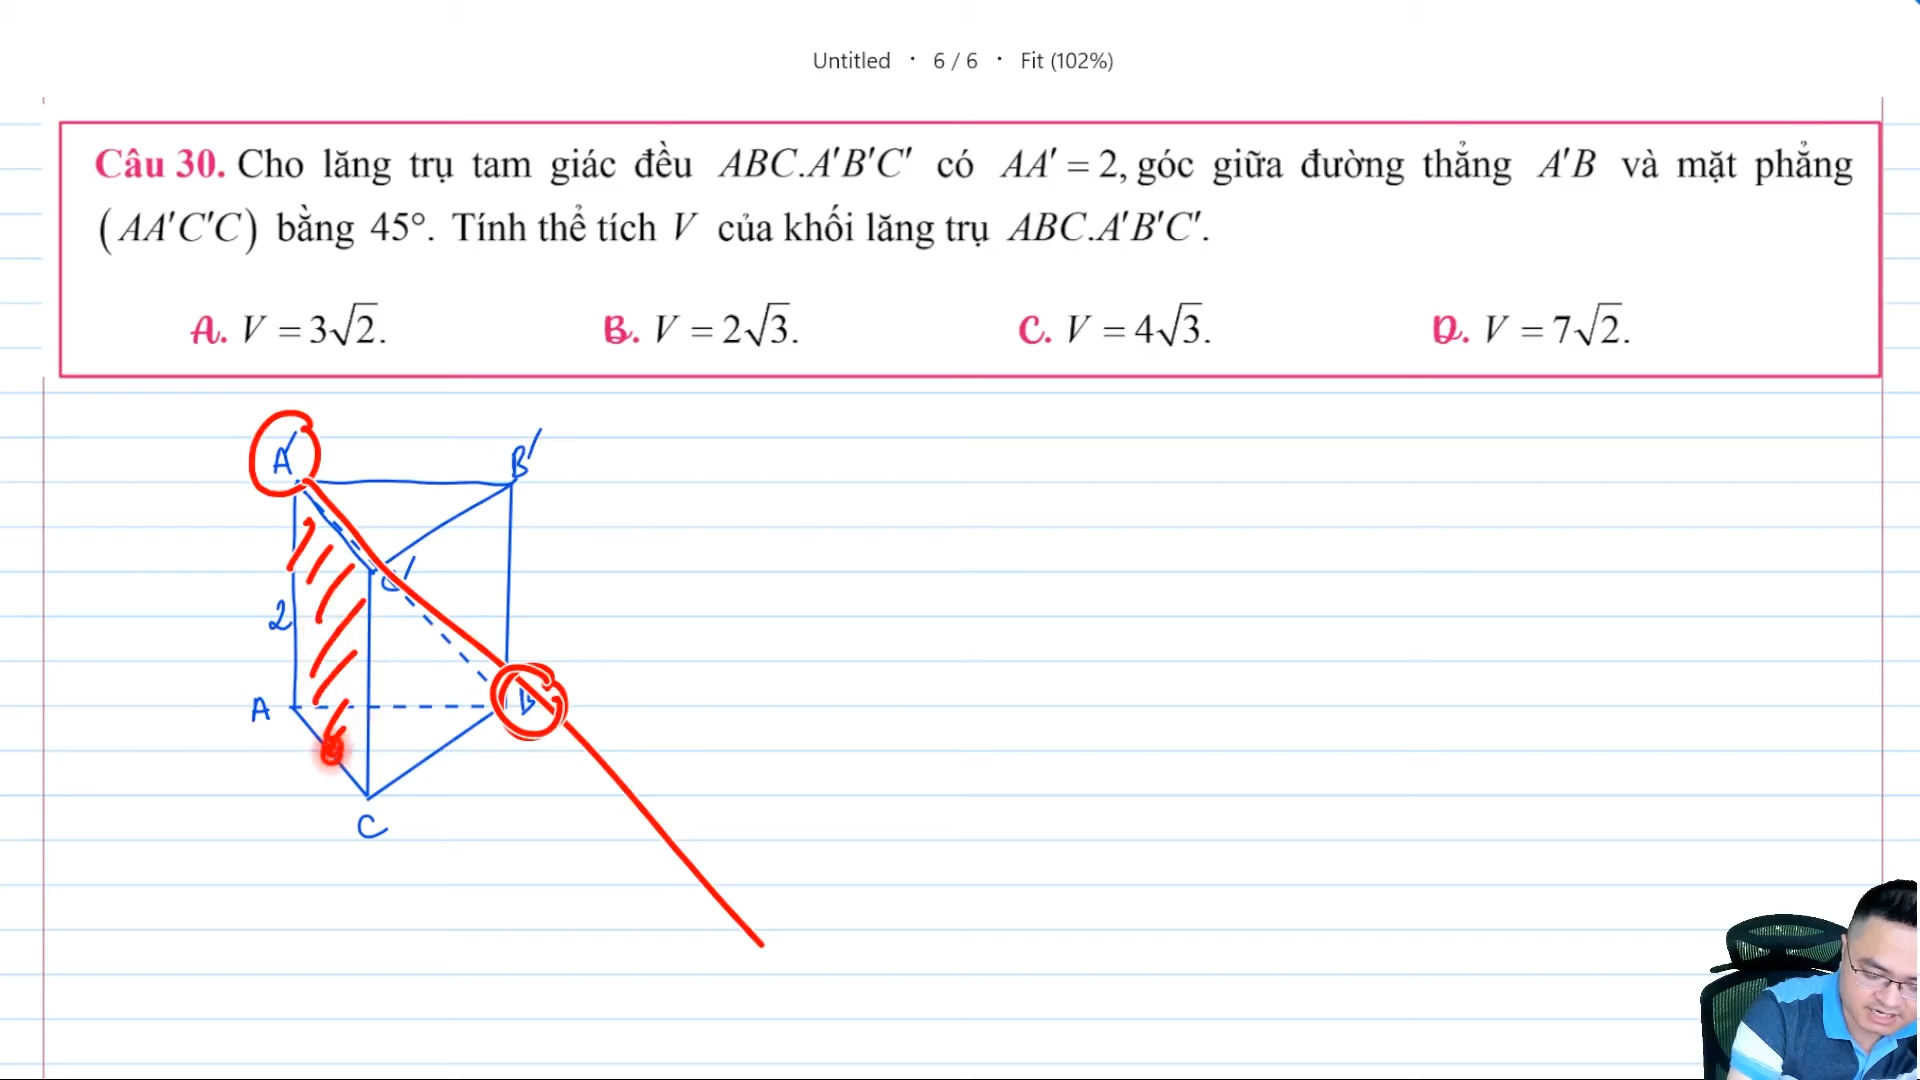 Untitled · 6 / 6 · Fit (102%)
Câu 30. Cho lăng trụ tam giác đều ABC.A'B'C' có AA' = 2, góc giữa đường thẳng A'B và mặt phẳng
(AA'C'C) bằng 45°. Tính thể tích V của khối lăng trụ ABC.A'B'C'.
A. V = 3√2. B. V = 2√3. C. V = 4√3. D. V = 7√2.
A' B'
C'
2
A B
C